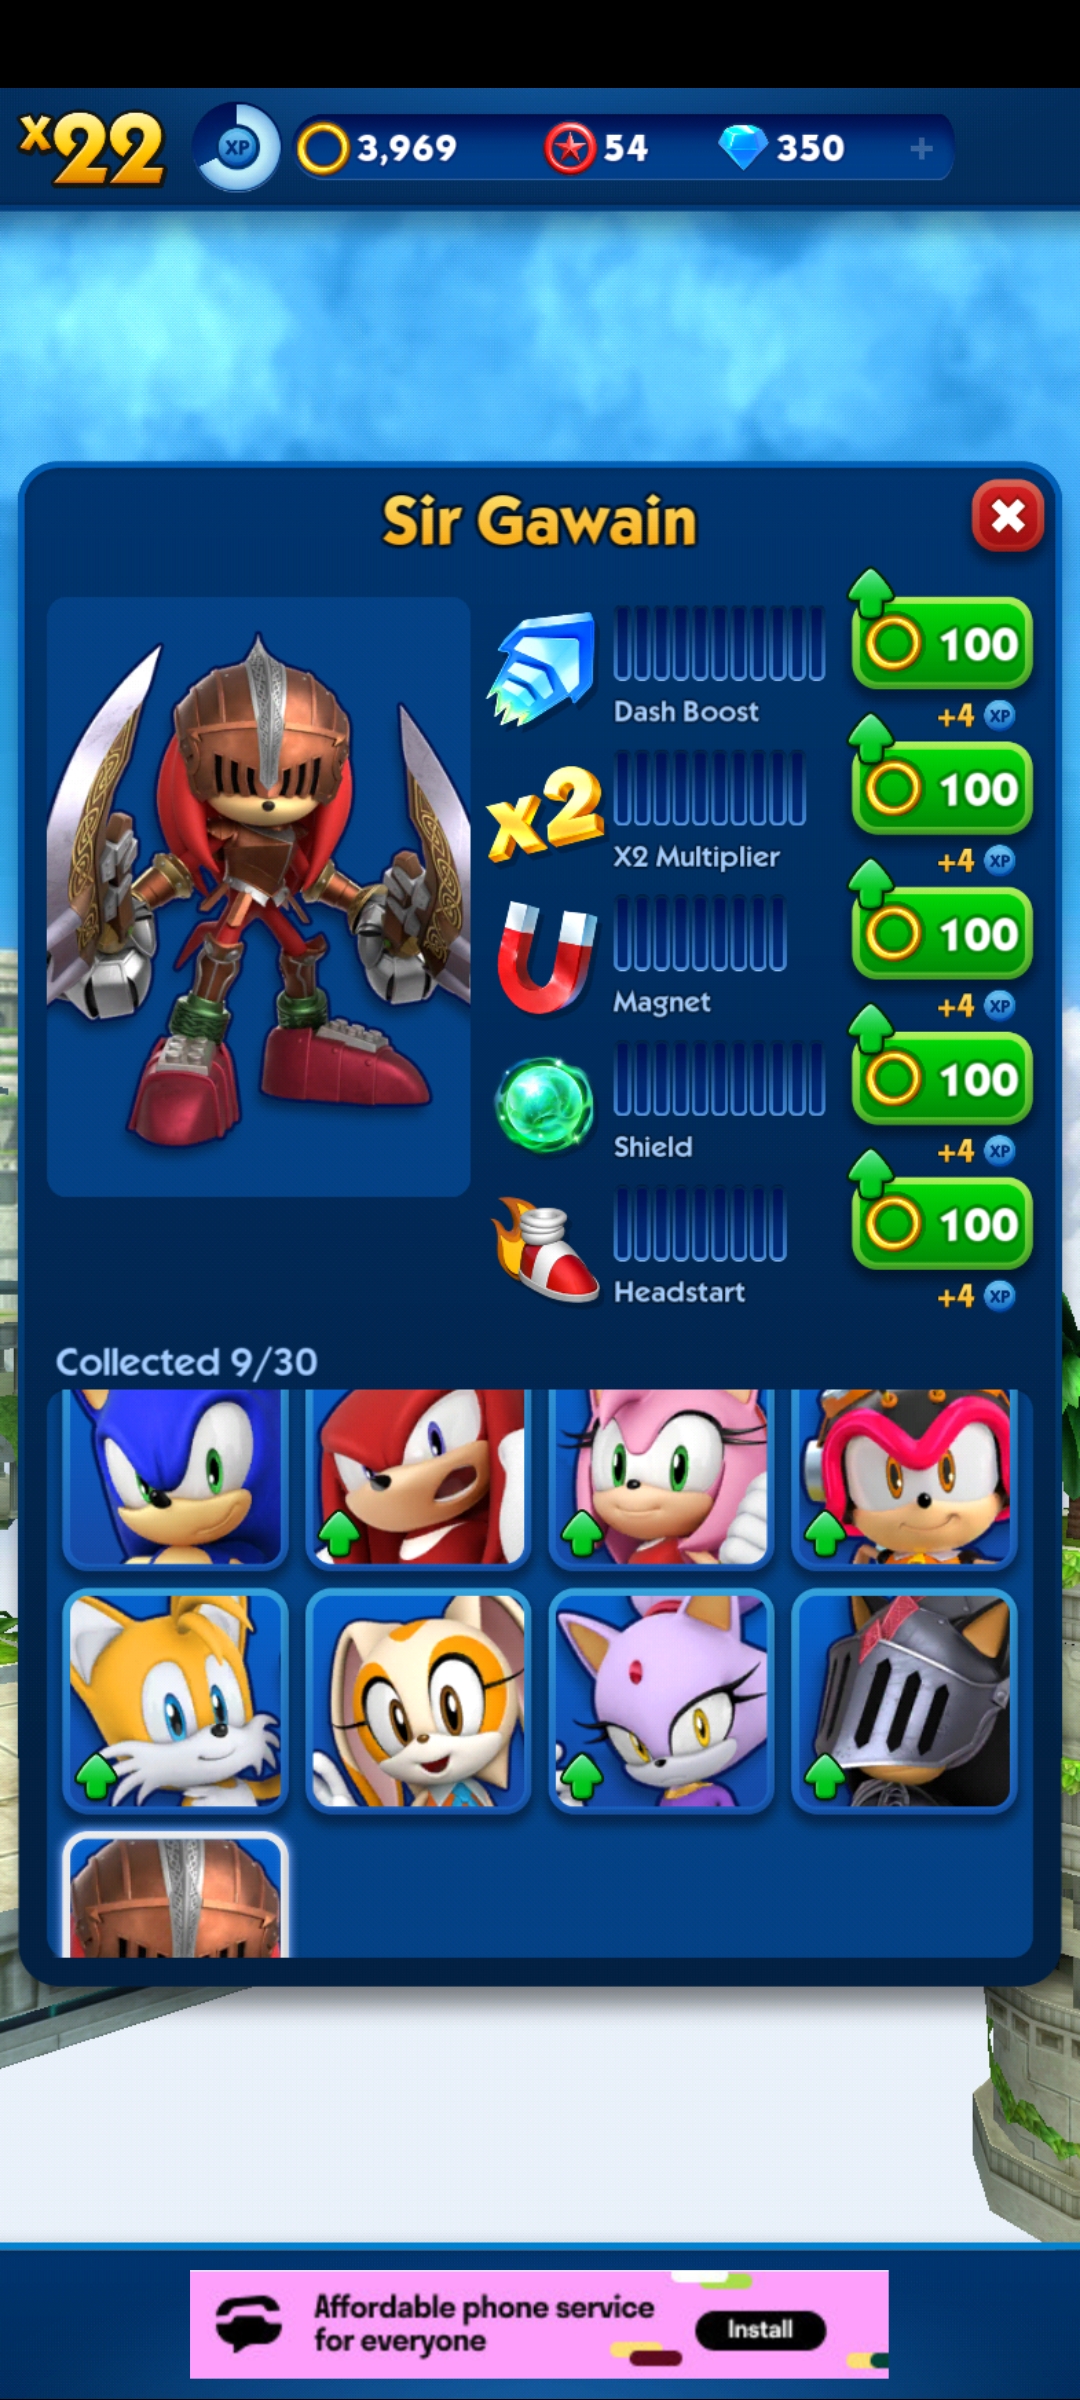 x22 XP 3,969 54 350 +
Sir Gawain
100
Dash Boost
+4 XP
x2
100
X2 Multiplier
+4 XP
100
Magnet
+4 XP
100
Shield
+4 XP
100
Headstart
+4 XP
Collected 9/30
Affordable phone service
for everyone
Install